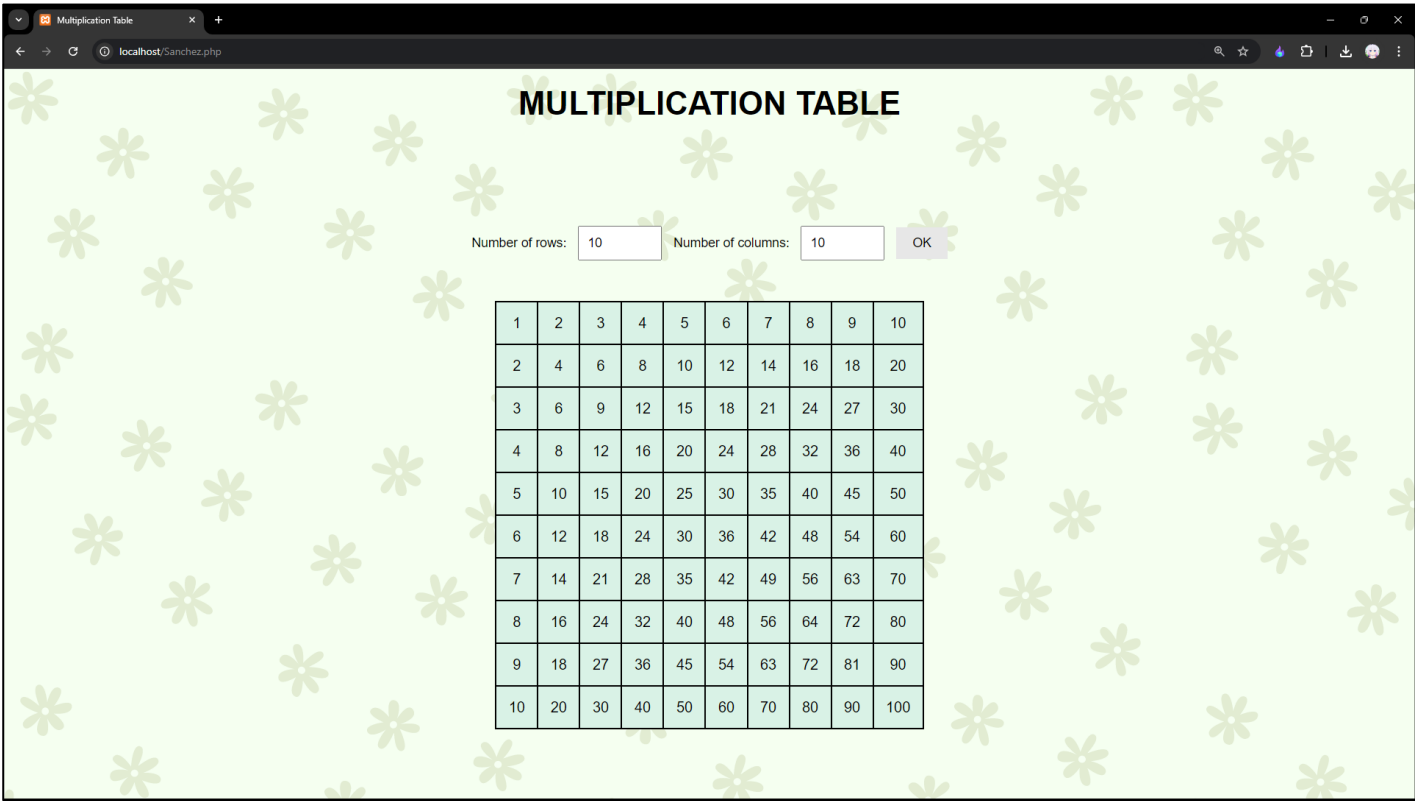 Multiplication Table
localhost/Sanchez.php
MULTIPLICATION TABLE
Number of rows: 10 Number of columns: 10 OK
1 2 3 4 5 6 7 8 9 10
2 4 6 8 10 12 14 16 18 20
3 6 9 12 15 18 21 24 27 30
4 8 12 16 20 24 28 32 36 40
5 10 15 20 25 30 35 40 45 50
6 12 18 24 30 36 42 48 54 60
7 14 21 28 35 42 49 56 63 70
8 16 24 32 40 48 56 64 72 80
9 18 27 36 45 54 63 72 81 90
10 20 30 40 50 60 70 80 90 100